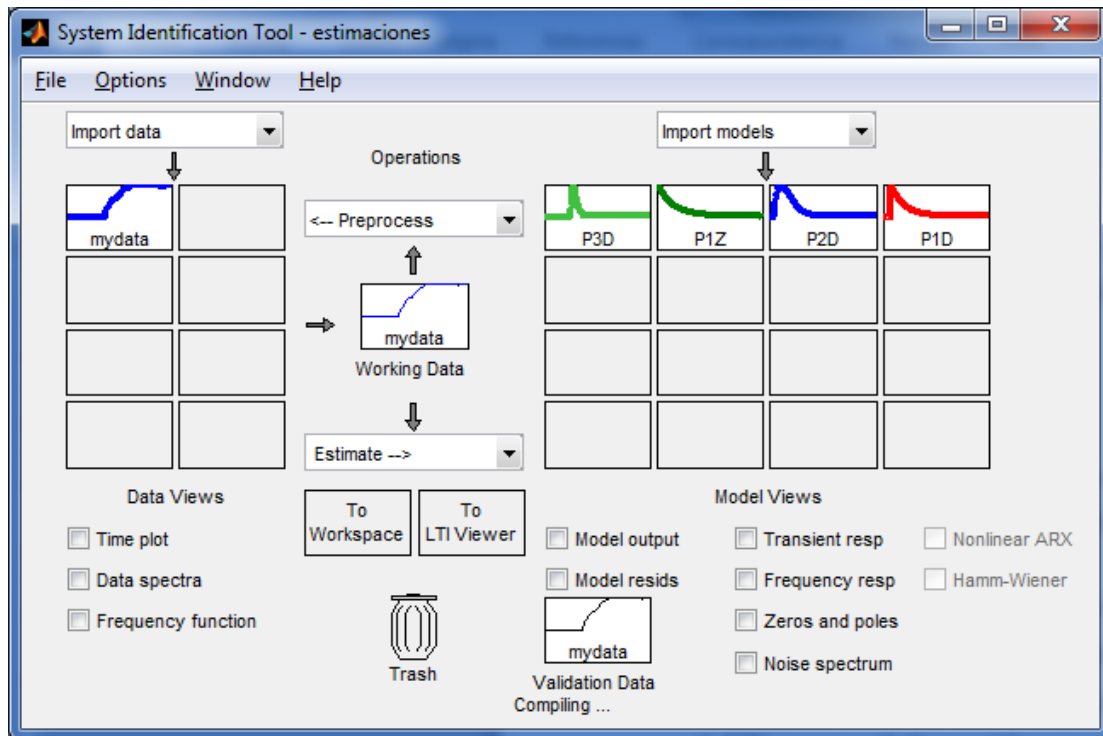 System Identification Tool - estimaciones
File Options Window Help
Import data
Import models
Operations
mydata
<-- Preprocess
P3D P1Z P2D P1D
mydata
Working Data
Estimate -->
Data Views
Model Views
To Workspace
To LTI Viewer
Time plot
Model output
Transient resp
Nonlinear ARX
Data spectra
Model resids
Frequency resp
Hamm-Wiener
Frequency function
Zeros and poles
mydata
Noise spectrum
Trash
Validation Data
Compiling ...